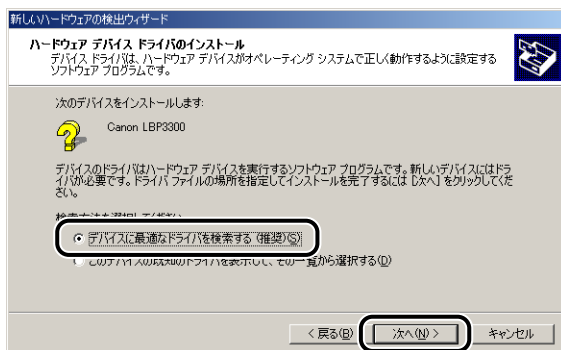 新しいハードウェアの検出ウィザード
ハードウェア デバイス ドライバのインストール
デバイス ドライバは、ハードウェア デバイスがオペレーティング システムで正しく動作するように設定する
ソフトウェア プログラムです。
次のデバイスをインストールします:
Canon LBP3300
デバイスのドライバはハードウェア デバイスを実行するソフトウェア プログラムです。新しいデバイスにはドラ
イバが必要です。ドライバ ファイルの場所を指定してインストールを完了するには [次へ] をクリックしてくだ
さい。
検索方法を選択してください。
デバイスに最適なドライバを検索する (推奨)(S)
このデバイスの既知のドライバを表示して、その一覧から選択する(D)
< 戻る(B)
次へ(N) >
キャンセル